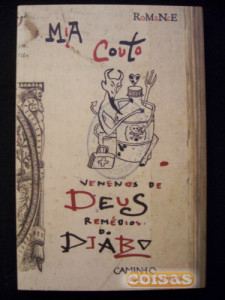 RoMaNcE
MIA
COUTO
VENENOS DE
DEUS
REMÉDIOS
DO
DIABO
CAMINHO
coisas